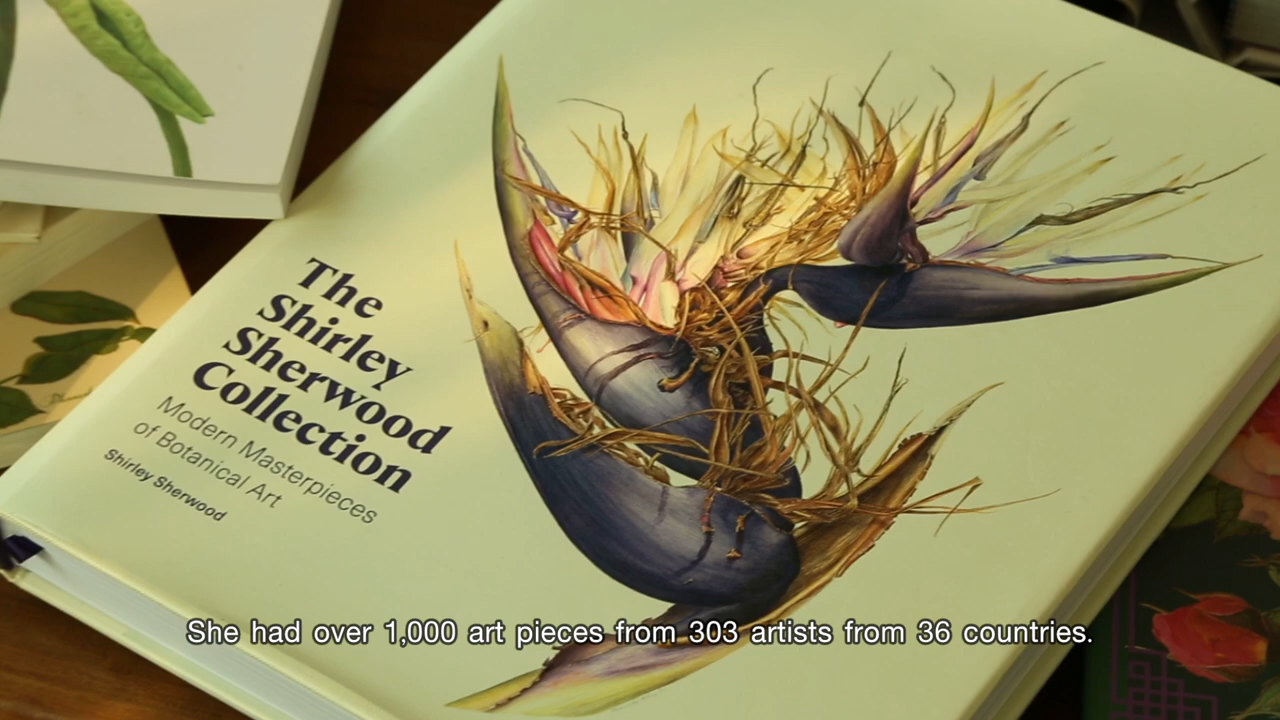 The
Shirley
Sherwood
Collection
Modern Masterpieces
of Botanical Art
Shirley Sherwood
She had over 1,000 art pieces from 303 artists from 36 countries.